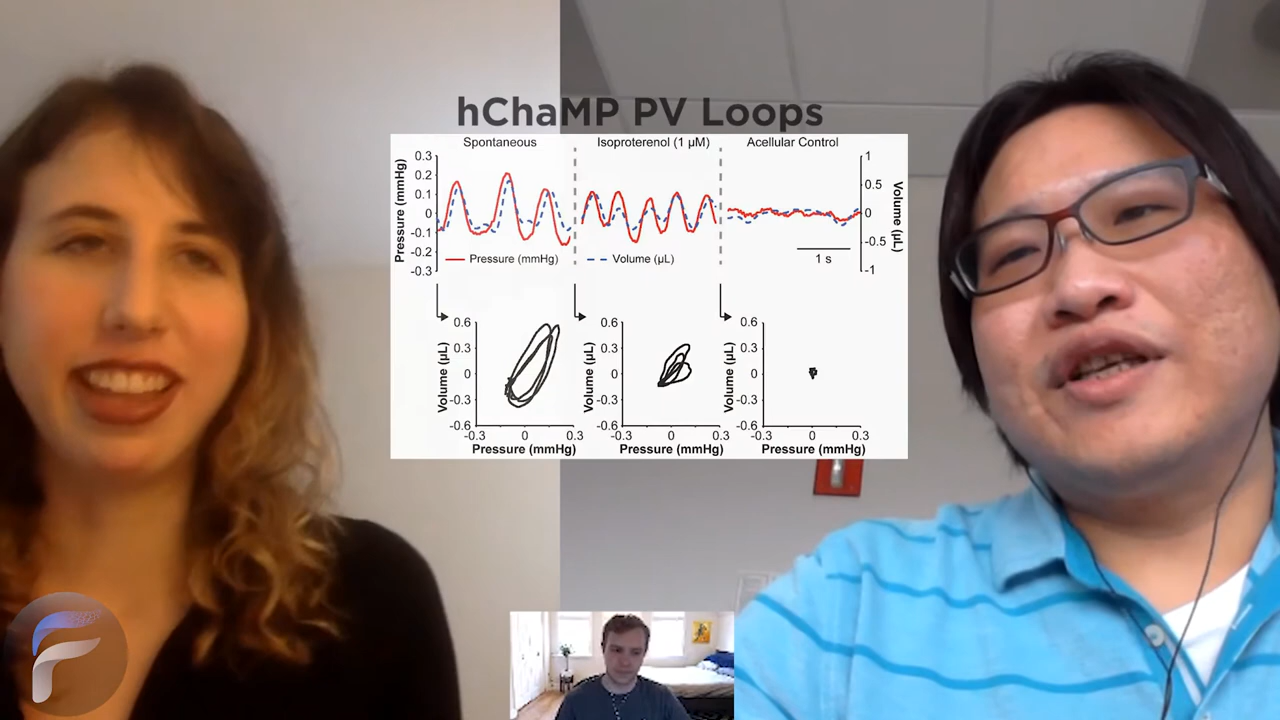 hChaMP PV Loops
Spontaneous Isoproterenol (1 µM) Acellular Control
Pressure (mmHg)
0.3
0.2
0.1
0
-0.1
-0.2
-0.3
Pressure (mmHg) Volume (µL)
1 s
1
0.5
0
-0.5
-1
Volume (µL)
Volume (µL)
0.6
0.3
0
-0.3
-0.6
-0.3 0 0.3
Pressure (mmHg)
Volume (µL)
0.6
0.3
0
-0.3
-0.6
-0.3 0 0.3
Pressure (mmHg)
Volume (µL)
0.6
0.3
0
-0.3
-0.6
-0.3 0 0.3
Pressure (mmHg)
F